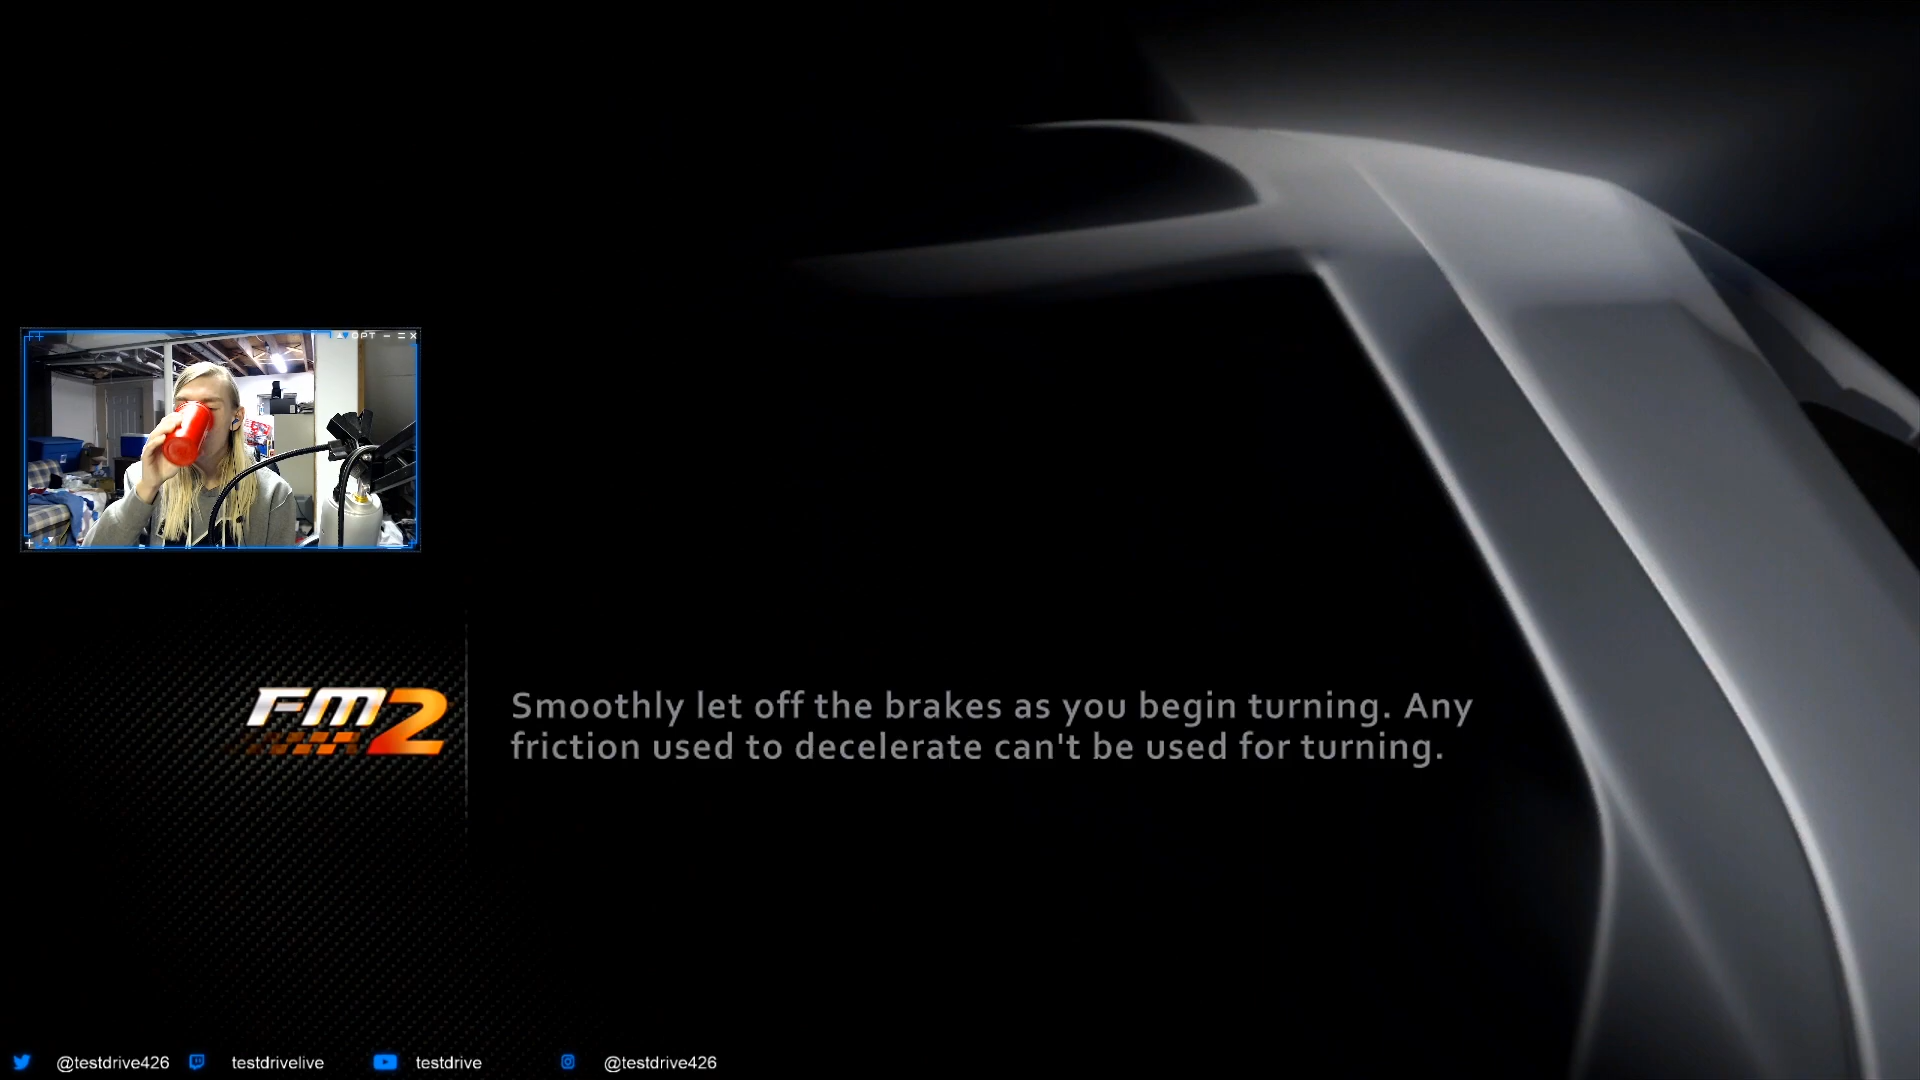 OPT
FM2
Smoothly let off the brakes as you begin turning. Any
friction used to decelerate can't be used for turning.
@testdrive426 testdrivelive testdrive @testdrive426